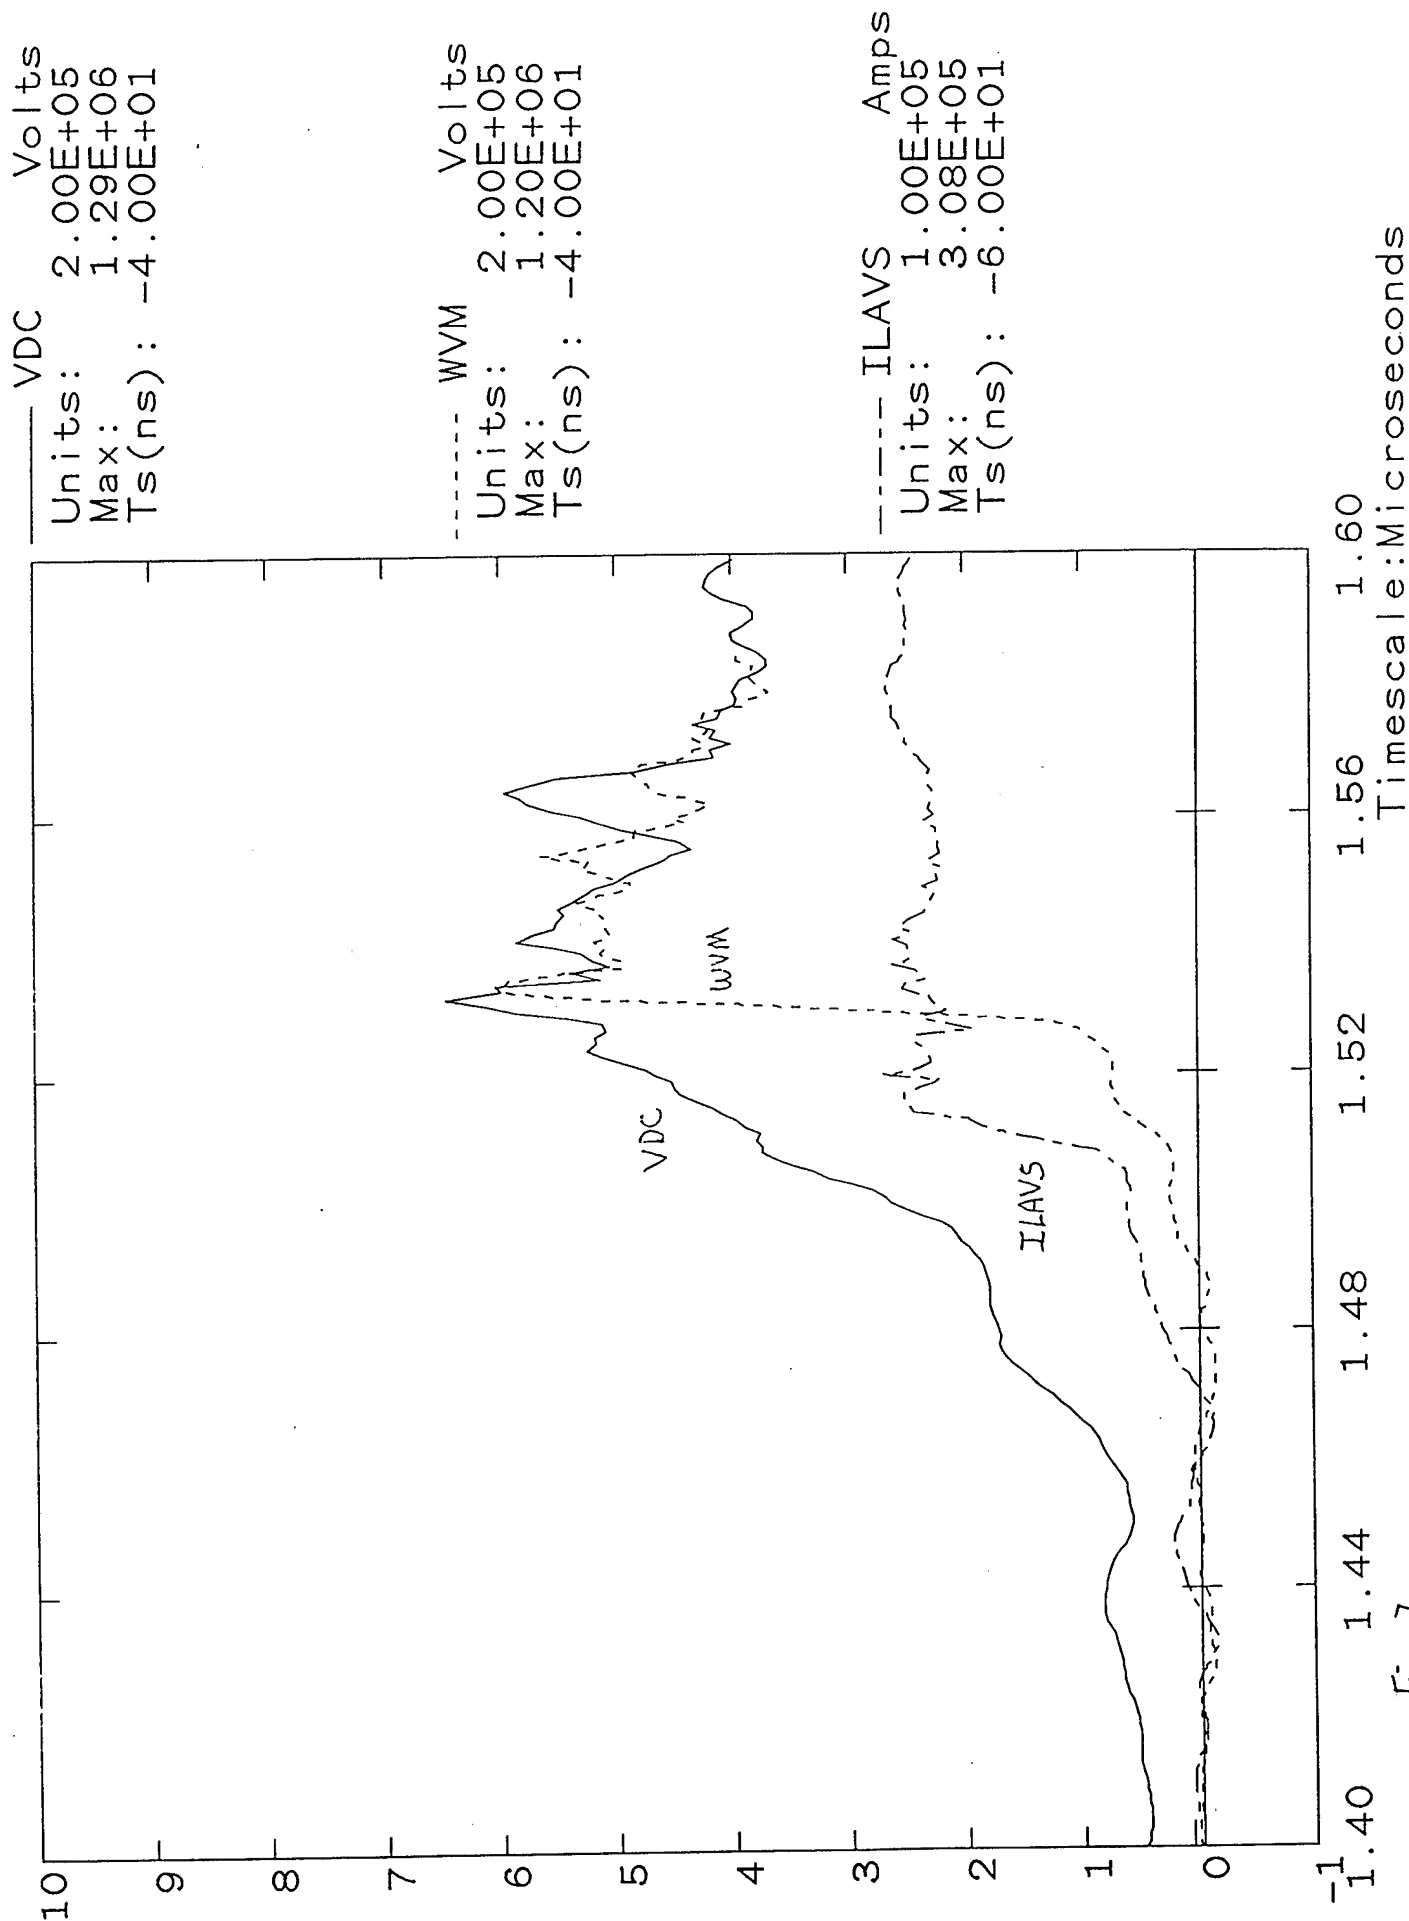 VDC Volts
Units: 2.00E+05
Max: 1.29E+06
Ts(ns): -4.00E+01
WVM Volts
Units: 2.00E+05
Max: 1.20E+06
Ts(ns): -4.00E+01
ILAVS Amps
Units: 1.00E+05
Max: 3.08E+05
Ts(ns): -6.00E+01
10
9
8
7
6
5
4
3
2
1
0
-1
VDC
WVM
ILAVS
1.40 1.44 1.48 1.52 1.56 1.60
Timescale:Microseconds